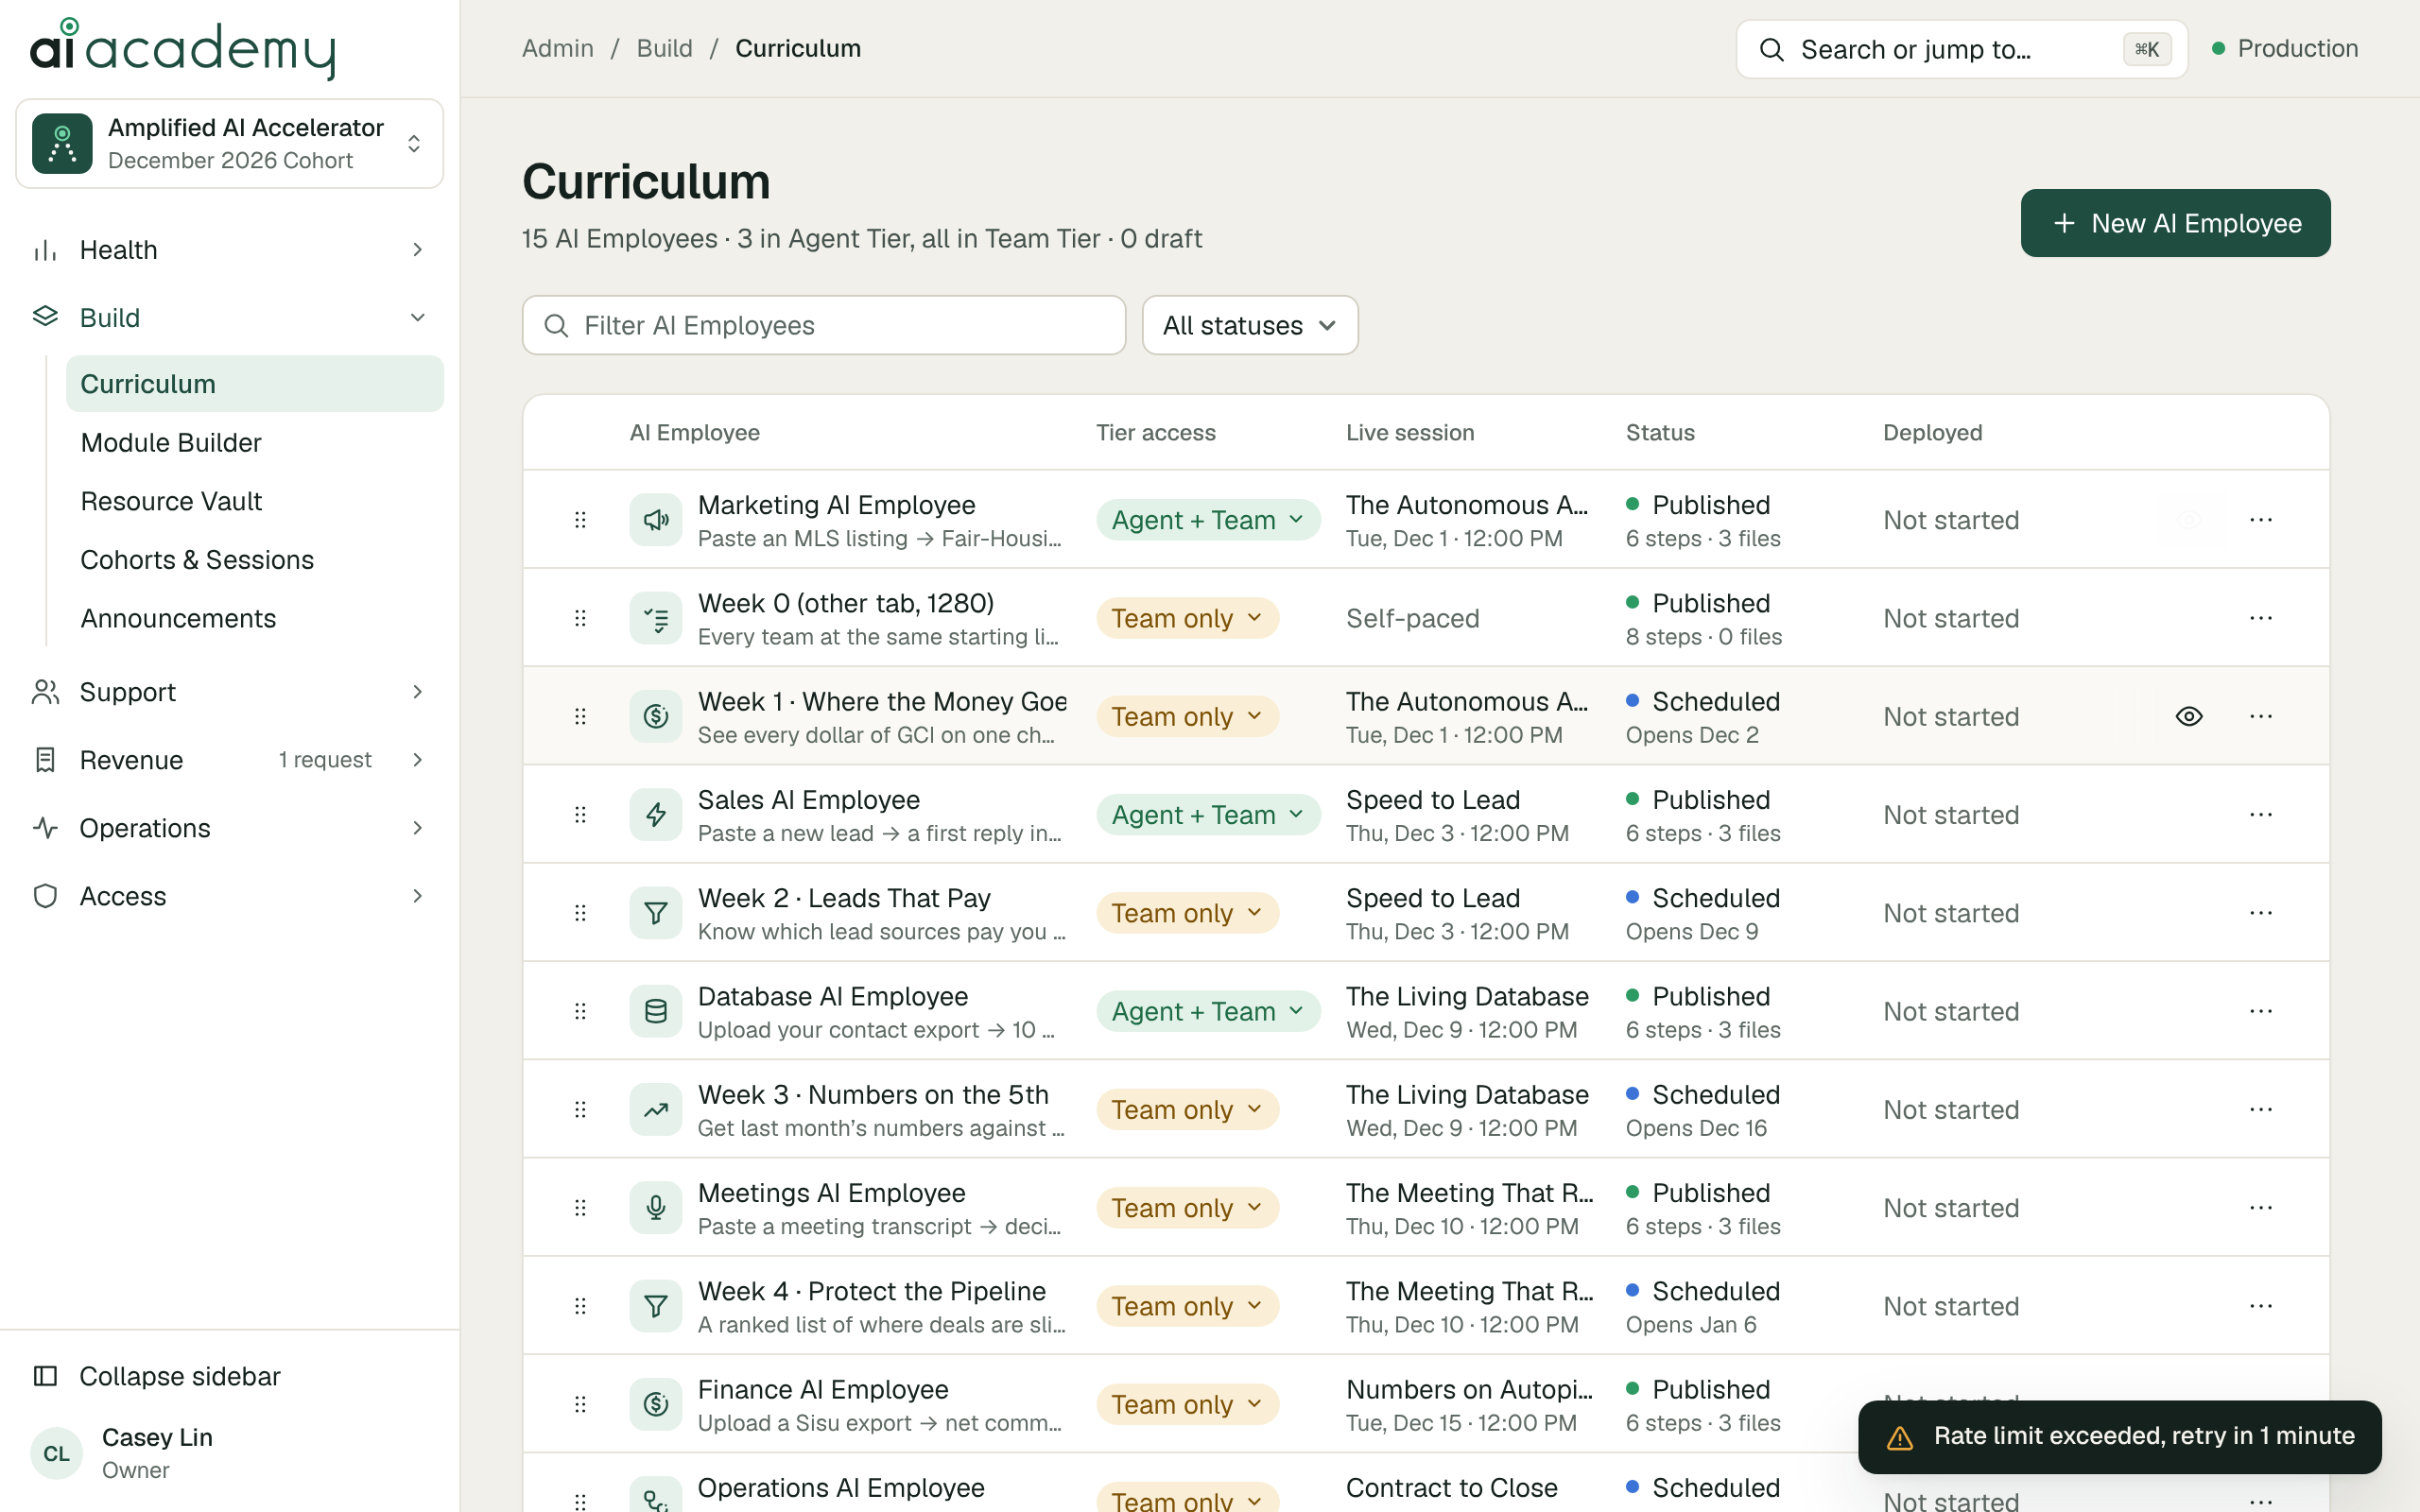 ai academy
Amplified AI Accelerator
December 2026 Cohort
Health
Build
Curriculum
Module Builder
Resource Vault
Cohorts & Sessions
Announcements
Support
Revenue 1 request
Operations
Access
Collapse sidebar
CL
Casey Lin
Owner
Admin / Build / Curriculum
Search or jump to... ⌘K
Production
Curriculum
15 AI Employees · 3 in Agent Tier, all in Team Tier · 0 draft
+ New AI Employee
Filter AI Employees
All statuses
AI Employee Tier access Live session Status Deployed
Marketing AI Employee Agent + Team The Autonomous A... Published Not started
Paste an MLS listing → Fair-Housi... Tue, Dec 1 · 12:00 PM 6 steps · 3 files
Week 0 (other tab, 1280) Team only Self-paced Published Not started
Every team at the same starting li... 8 steps · 0 files
Week 1 · Where the Money Goe Team only The Autonomous A... Scheduled Not started
See every dollar of GCI on one ch... Tue, Dec 1 · 12:00 PM Opens Dec 2
Sales AI Employee Agent + Team Speed to Lead Published Not started
Paste a new lead → a first reply in... Thu, Dec 3 · 12:00 PM 6 steps · 3 files
Week 2 · Leads That Pay Team only Speed to Lead Scheduled Not started
Know which lead sources pay you ... Thu, Dec 3 · 12:00 PM Opens Dec 9
Database AI Employee Agent + Team The Living Database Published Not started
Upload your contact export → 10 ... Wed, Dec 9 · 12:00 PM 6 steps · 3 files
Week 3 · Numbers on the 5th Team only The Living Database Scheduled Not started
Get last month’s numbers against ... Wed, Dec 9 · 12:00 PM Opens Dec 16
Meetings AI Employee Team only The Meeting That R... Published Not started
Paste a meeting transcript → deci... Thu, Dec 10 · 12:00 PM 6 steps · 3 files
Week 4 · Protect the Pipeline Team only The Meeting That R... Scheduled Not started
A ranked list of where deals are sli... Thu, Dec 10 · 12:00 PM Opens Jan 6
Finance AI Employee Team only Numbers on Autopi... Published Not started
Upload a Sisu export → net comm... Tue, Dec 15 · 12:00 PM 6 steps · 3 files
Operations AI Employee Team only Contract to Close Scheduled Not started
Rate limit exceeded, retry in 1 minute